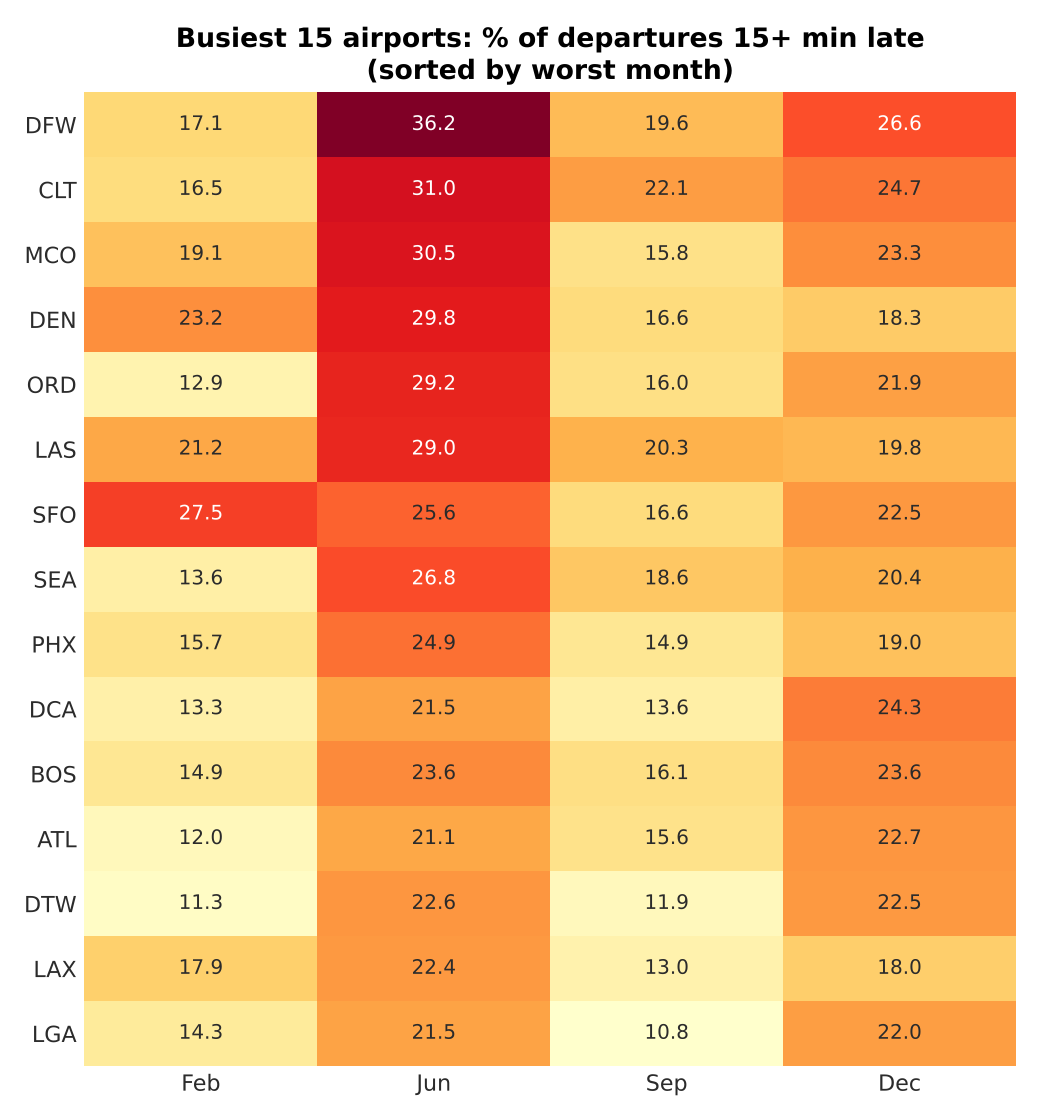 Busiest 15 airports: % of departures 15+ min late
(sorted by worst month)
DFW 17.1 36.2 19.6 26.6
CLT 16.5 31.0 22.1 24.7
MCO 19.1 30.5 15.8 23.3
DEN 23.2 29.8 16.6 18.3
ORD 12.9 29.2 16.0 21.9
LAS 21.2 29.0 20.3 19.8
SFO 27.5 25.6 16.6 22.5
SEA 13.6 26.8 18.6 20.4
PHX 15.7 24.9 14.9 19.0
DCA 13.3 21.5 13.6 24.3
BOS 14.9 23.6 16.1 23.6
ATL 12.0 21.1 15.6 22.7
DTW 11.3 22.6 11.9 22.5
LAX 17.9 22.4 13.0 18.0
LGA 14.3 21.5 10.8 22.0
Feb Jun Sep Dec